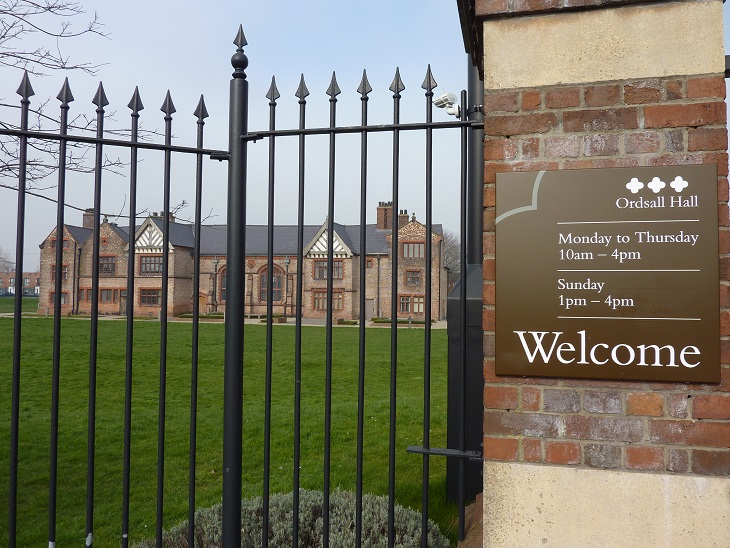 Ordsall Hall
Monday to Thursday
10am – 4pm
Sunday
1pm – 4pm
Welcome